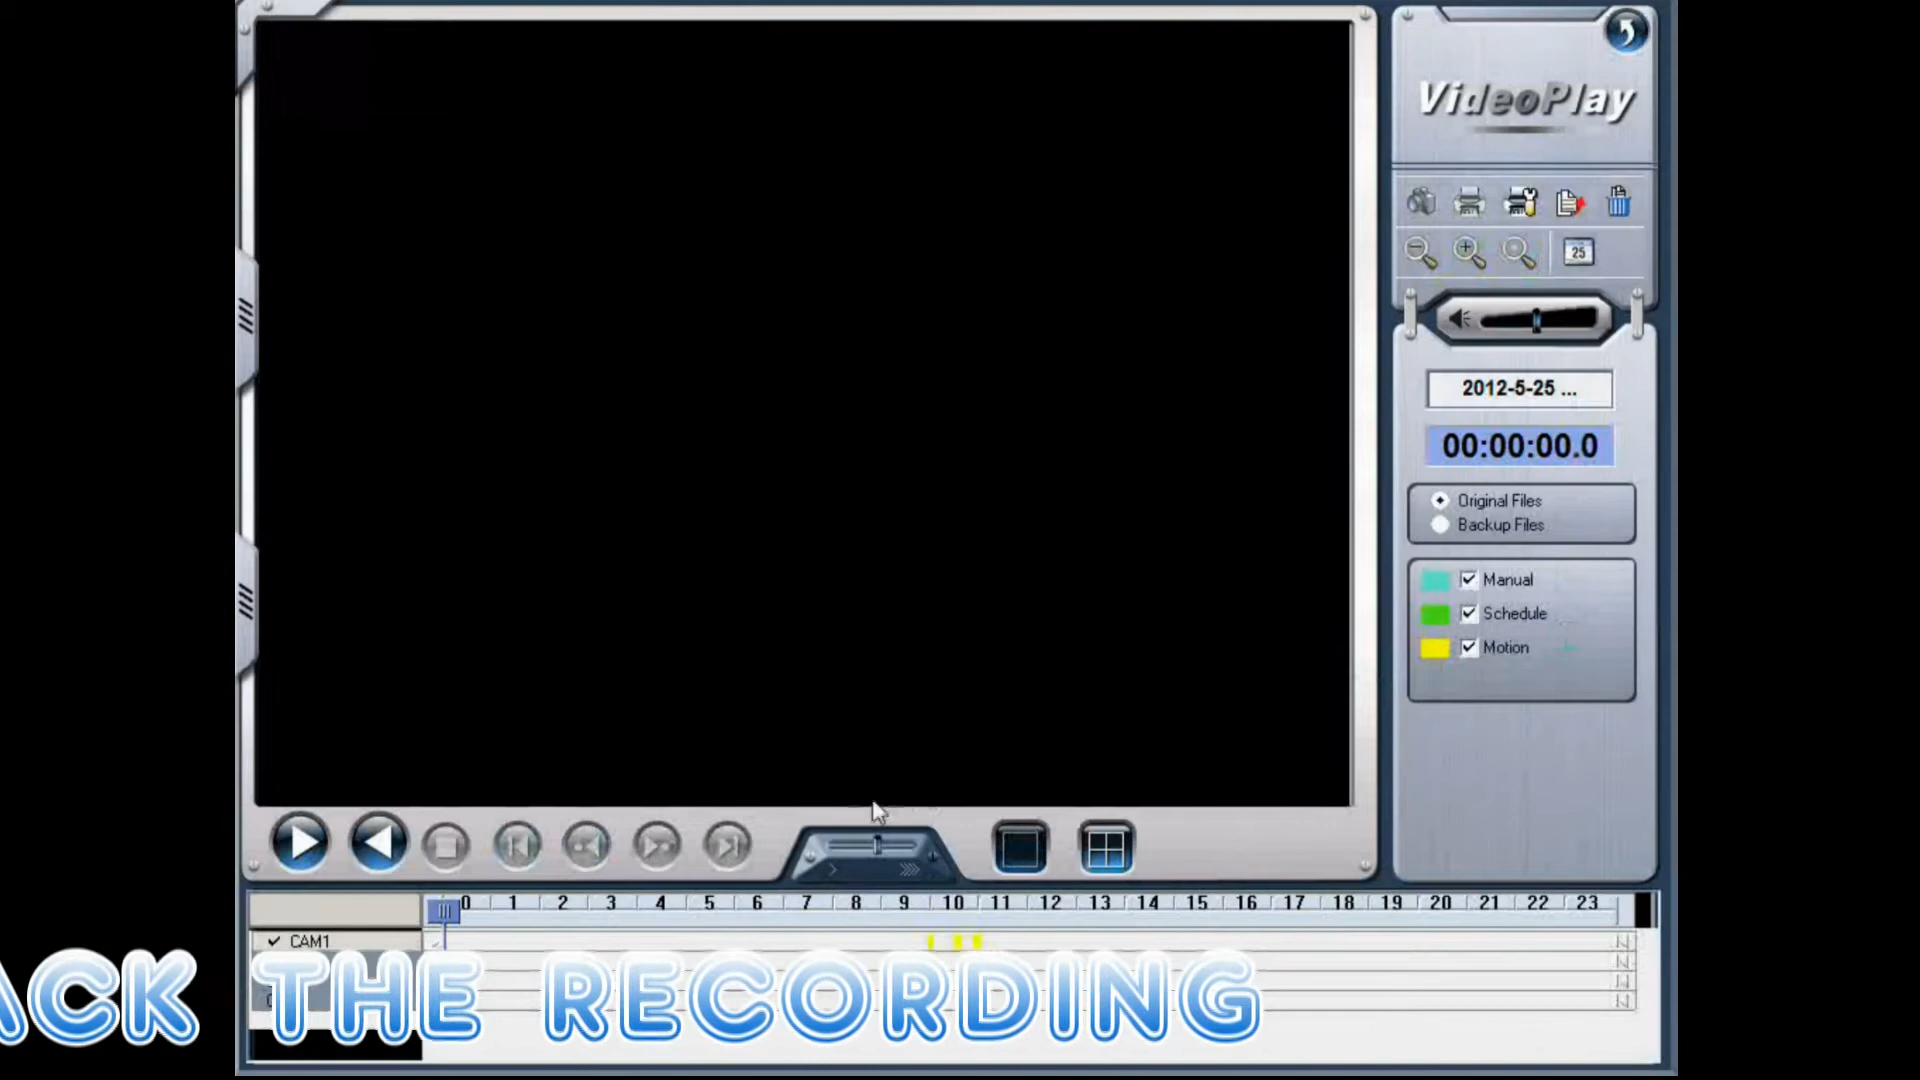 VideoPlay
25
2012-5-25 ...
00:00:00.0
Original Files
Backup Files
Manual
Schedule
Motion
0 1 2 3 4 5 6 7 8 9 10 11 12 13 14 15 16 17 18 19 20 21 22 23
CAM1
ACK THE RECORDING